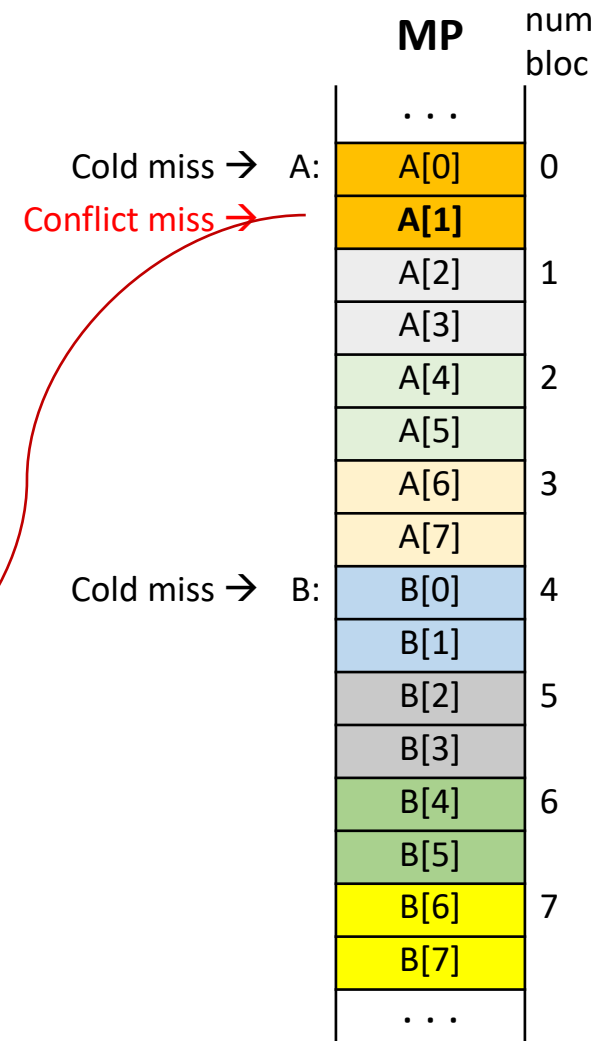 MP
num
bloc
. . .
Cold miss → A: A[0] 0
Conflict miss → A[1]
A[2] 1
A[3]
A[4] 2
A[5]
A[6] 3
A[7]
Cold miss → B: B[0] 4
B[1]
B[2] 5
B[3]
B[4] 6
B[5]
B[6] 7
B[7]
. . .